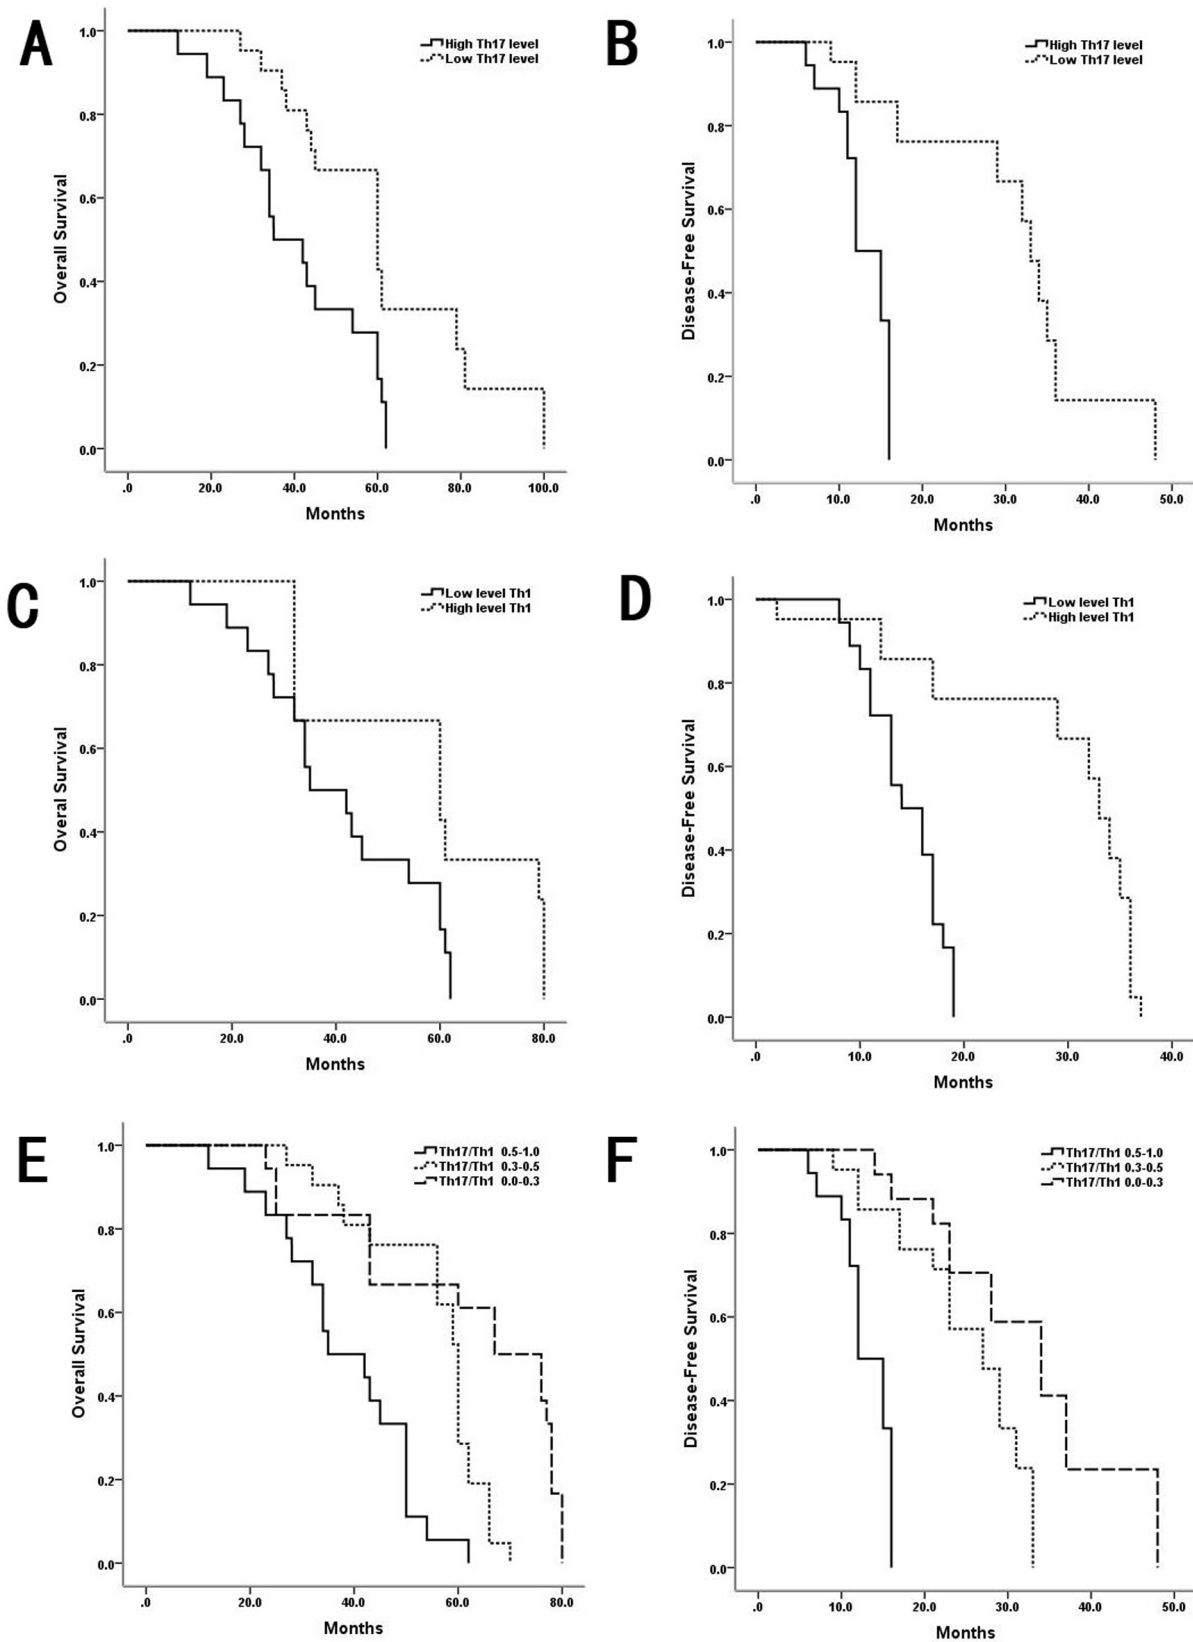 A
High Th17 level
Low Th17 level
1.0
0.8
0.6
0.4
0.2
0.0
Overall Survival
.0 20.0 40.0 60.0 80.0 100.0
Months
B
High Th17 level
Low Th17 level
1.0
0.8
0.6
0.4
0.2
0.0
Disease-Free Survival
.0 10.0 20.0 30.0 40.0 50.0
Months
C
Low level Th1
High level Th1
1.0
0.8
0.6
0.4
0.2
0.0
Overal Survival
.0 20.0 40.0 60.0 80.0
Months
D
Low level Th1
High level Th1
1.0
0.8
0.6
0.4
0.2
0.0
Disease-Free Survival
.0 10.0 20.0 30.0 40.0
Months
E
Th17/Th1 0.5-1.0
Th17/Th1 0.3-0.5
Th17/Th1 0.0-0.3
1.0
0.8
0.6
0.4
0.2
0.0
Overall Survival
.0 20.0 40.0 60.0 80.0
Months
F
Th17/Th1 0.5-1.0
Th17/Th1 0.3-0.5
Th17/Th1 0.0-0.3
1.0
0.8
0.6
0.4
0.2
0.0
Disease-Free Survival
.0 10.0 20.0 30.0 40.0 50.0
Months